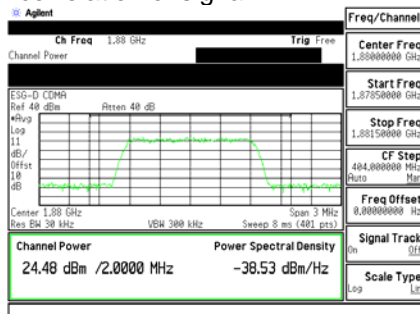 Agilent
Freq/Channel
Ch Freq 1.88 GHz Trig Free
Channel Power
Center Freq
1.88000000 GHz
Start Freq
1.87850000 GHz
Stop Freq
1.88150000 GHz
CF Step
404.000000 MHz
Auto Man
Freq Offset
0.00000000 Hz
Signal Track
On Off
Scale Type
Log Lin
ESG-D CDMA
Ref 40 dBm Atten 40 dB
#Avg
Log
11
dB/
Offst
10
dB
Center 1.88 GHz Span 3 MHz
Res BW 30 kHz VBW 300 kHz Sweep 8 ms (401 pts)
Channel Power Power Spectral Density
24.48 dBm /2.0000 MHz -38.53 dBm/Hz